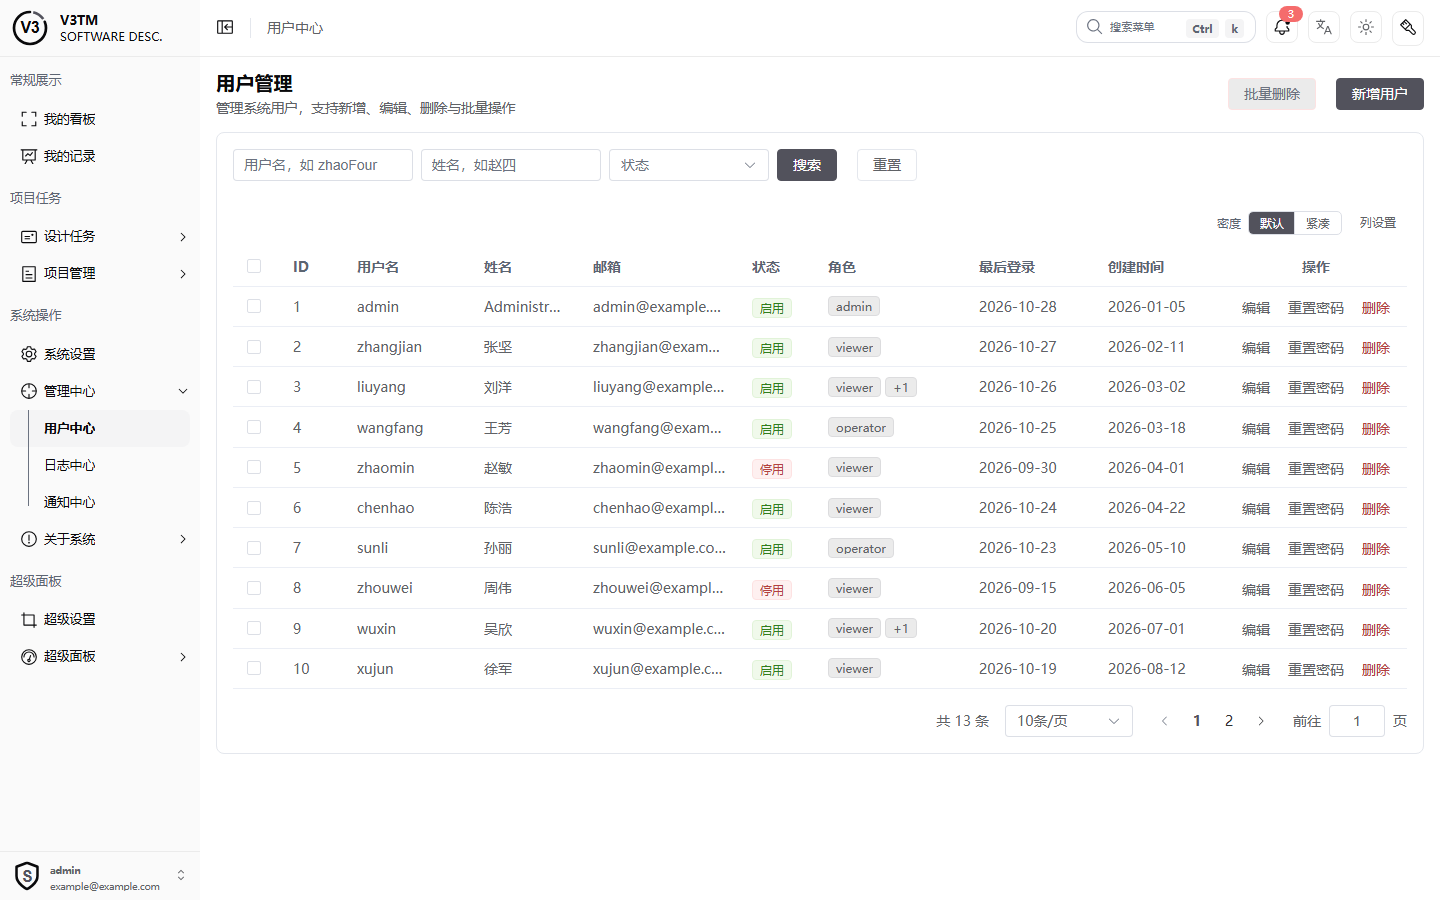 V3
V3TM
SOFTWARE DESC.
常规展示
我的看板
我的记录
项目任务
设计任务
项目管理
系统操作
系统设置
管理中心
用户中心
日志中心
通知中心
关于系统
超级面板
超级设置
超级面板
S
admin
example@example.com
用户中心
搜索菜单 Ctrl k
3
用户管理
管理系统用户，支持新增、编辑、删除与批量操作
批量删除 新增用户
用户名，如 zhaoFour 姓名，如赵四 状态 搜索 重置
密度 默认 紧凑 列设置
ID 用户名 姓名 邮箱 状态 角色 最后登录 创建时间 操作
1 admin Administr... admin@example.... 启用 admin 2026-10-28 2026-01-05 编辑 重置密码 删除
2 zhangjian 张坚 zhangjian@exam... 启用 viewer 2026-10-27 2026-02-11 编辑 重置密码 删除
3 liuyang 刘洋 liuyang@example... 启用 viewer +1 2026-10-26 2026-03-02 编辑 重置密码 删除
4 wangfang 王芳 wangfang@exam... 启用 operator 2026-10-25 2026-03-18 编辑 重置密码 删除
5 zhaomin 赵敏 zhaomin@exampl... 停用 viewer 2026-09-30 2026-04-01 编辑 重置密码 删除
6 chenhao 陈浩 chenhao@exampl... 启用 viewer 2026-10-24 2026-04-22 编辑 重置密码 删除
7 sunli 孙丽 sunli@example.co... 启用 operator 2026-10-23 2026-05-10 编辑 重置密码 删除
8 zhouwei 周伟 zhouwei@exampl... 停用 viewer 2026-09-15 2026-06-05 编辑 重置密码 删除
9 wuxin 吴欣 wuxin@example.c... 启用 viewer +1 2026-10-20 2026-07-01 编辑 重置密码 删除
10 xujun 徐军 xujun@example.c... 启用 viewer 2026-10-19 2026-08-12 编辑 重置密码 删除
共 13 条 10条/页 1 2 前往 1 页